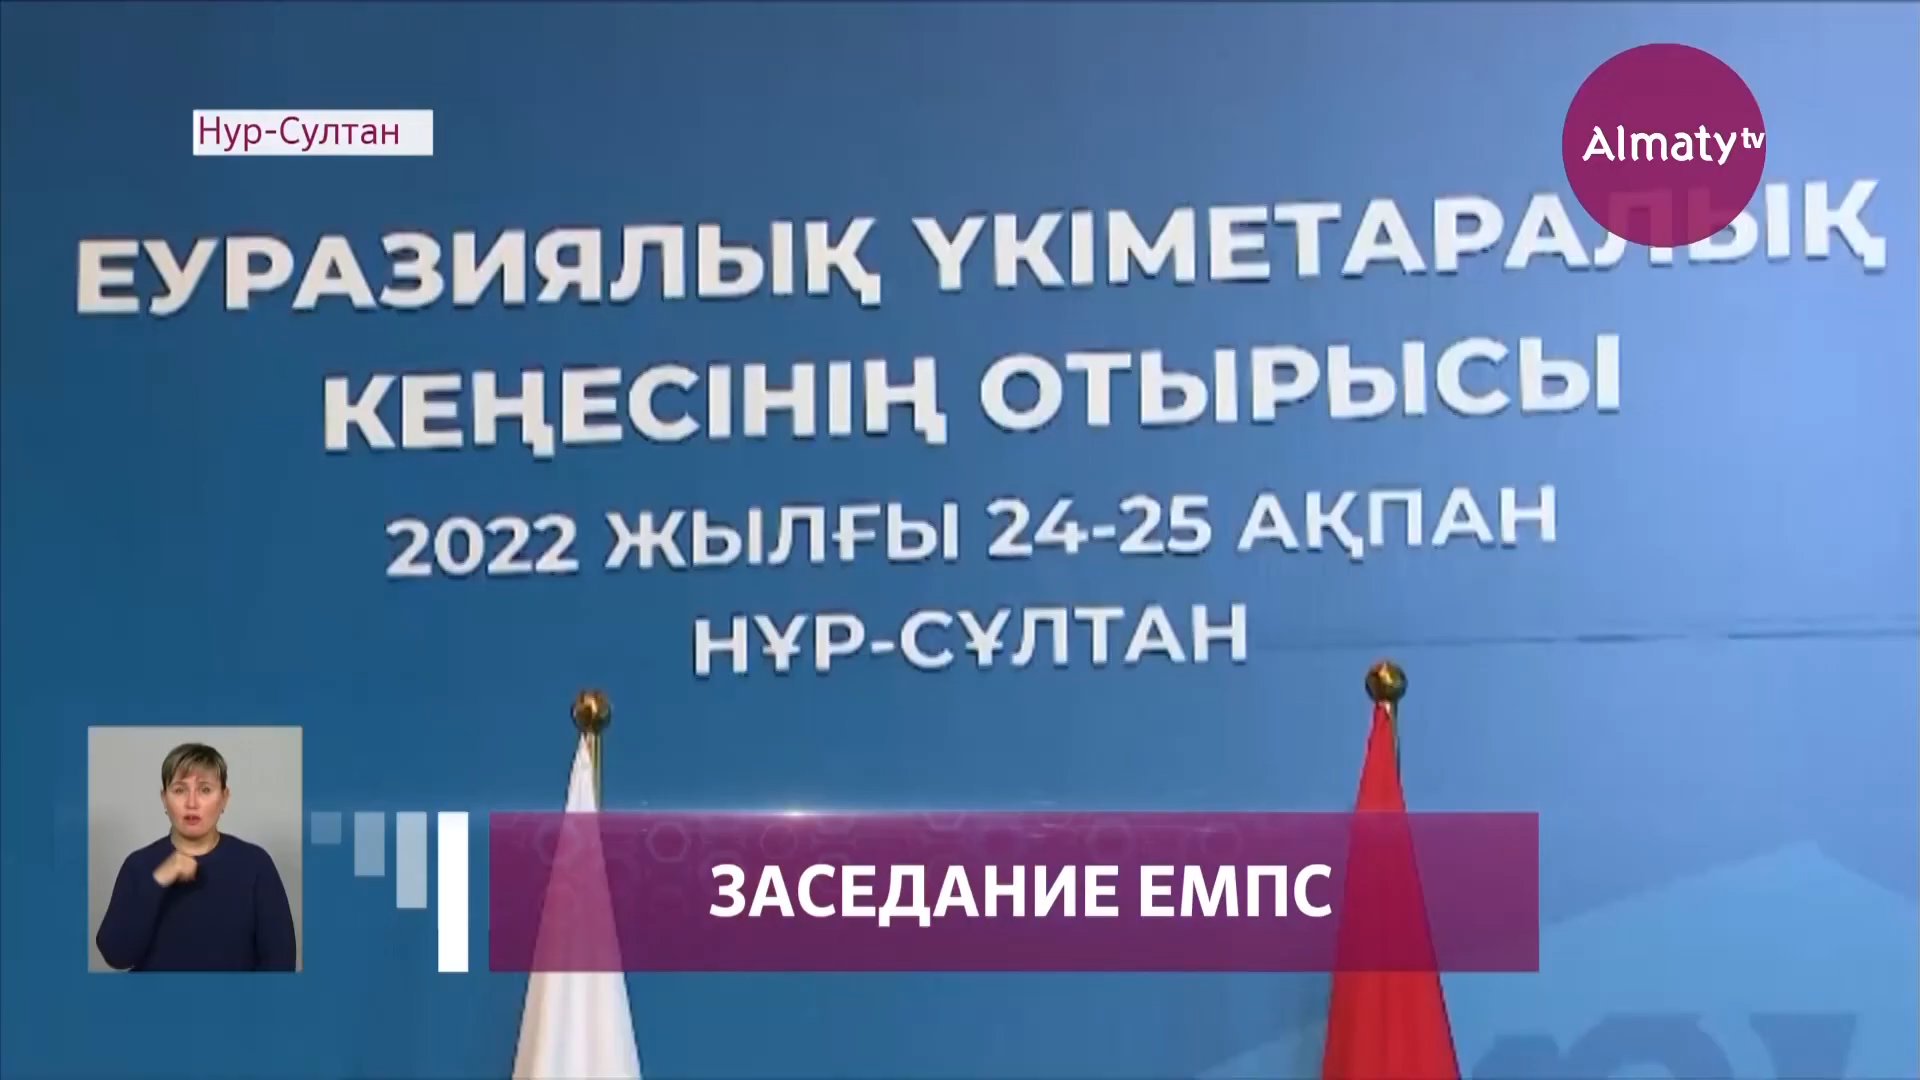 Нур-Султан
Almaty tv
ЕУРАЗИЯЛЫҚ ҮКІМЕТАРАЛЫҚ
КЕҢЕСІНІҢ ОТЫРЫСЫ
2022 ЖЫЛҒЫ 24-25 АҚПАН
НҰР-СҰЛТАН
ЗАСЕДАНИЕ ЕМПС